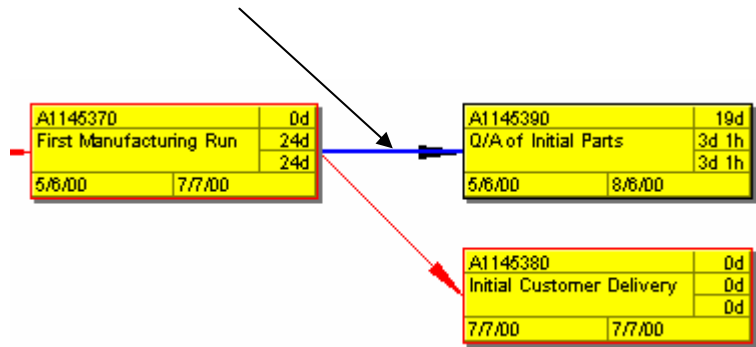 A1145370 0d
First Manufacturing Run 24d
24d
5/6/00 7/7/00
A1145390 19d
Q/A of Initial Parts 3d 1h
3d 1h
5/6/00 8/6/00
A1145380 0d
Initial Customer Delivery 0d
0d
7/7/00 7/7/00